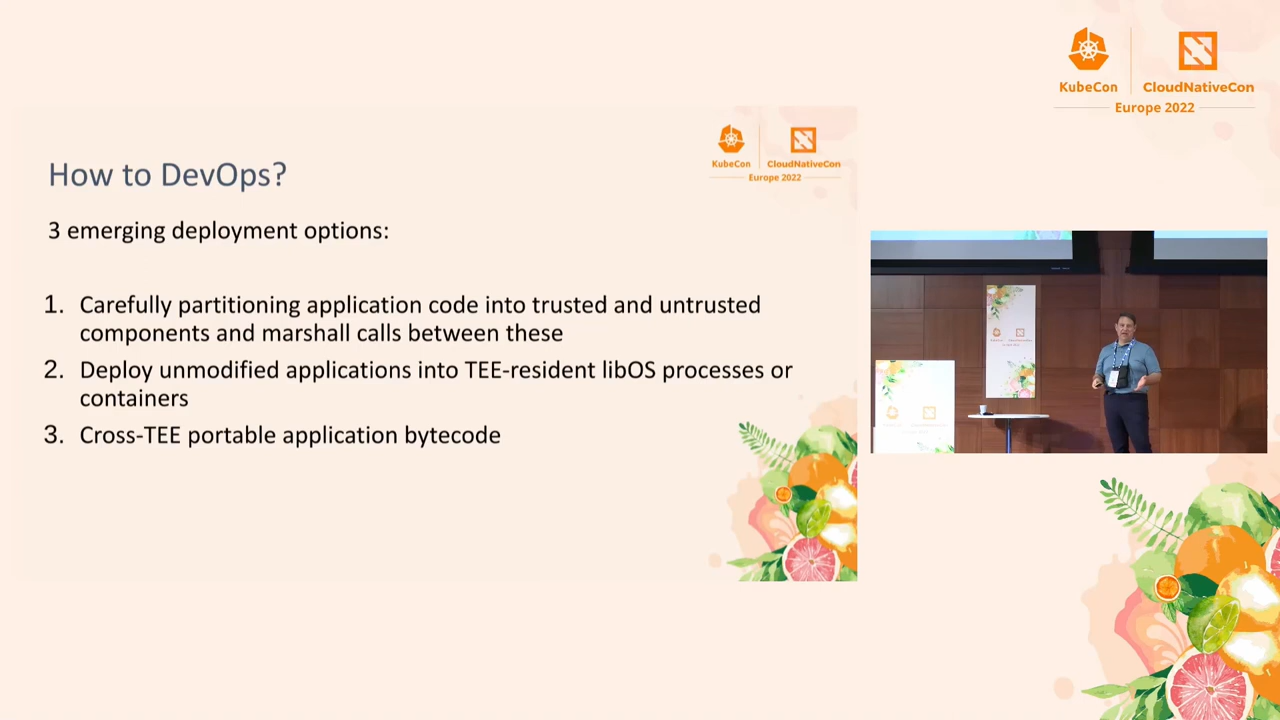 KubeCon
CloudNativeCon
Europe 2022
KubeCon
CloudNativeCon
Europe 2022
How to DevOps?
3 emerging deployment options:
1. Carefully partitioning application code into trusted and untrusted
components and marshall calls between these
2. Deploy unmodified applications into TEE-resident libOS processes or
containers
3. Cross-TEE portable application bytecode